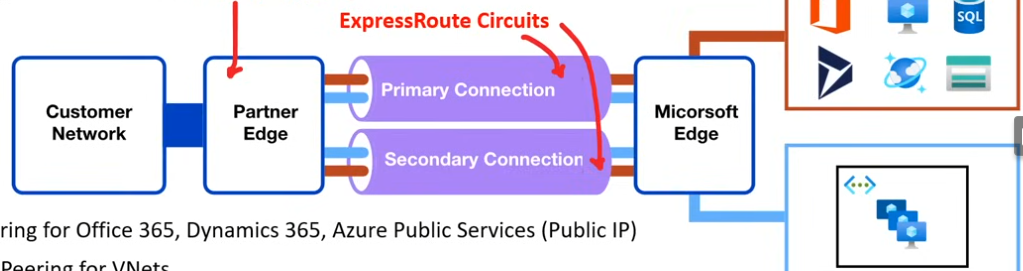 ExpressRoute Circuits
Customer
Network
Partner
Edge
Primary Connection
Secondary Connection
Micorsoft
Edge
SQL
ring for Office 365, Dynamics 365, Azure Public Services (Public IP)
Peering for VNets